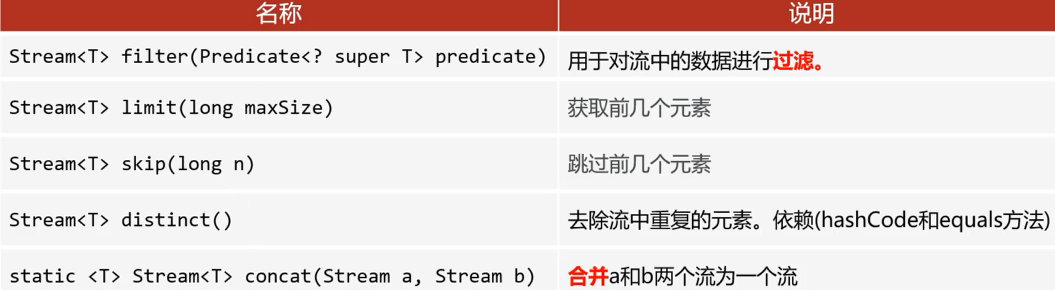 名称 说明
Stream<T> filter(Predicate<? super T> predicate) 用于对流中的数据进行过滤。
Stream<T> limit(long maxSize) 获取前几个元素
Stream<T> skip(long n) 跳过前几个元素
Stream<T> distinct() 去除流中重复的元素。依赖(hashCode和equals方法)
static <T> Stream<T> concat(Stream a, Stream b) 合并a和b两个流为一个流